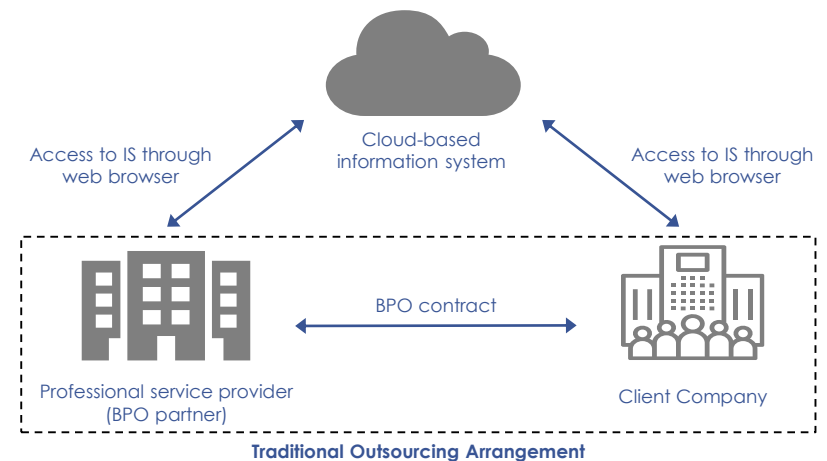 Cloud-based
information system
Access to IS through
web browser
Access to IS through
web browser
BPO contract
Professional service provider
(BPO partner)
Client Company
Traditional Outsourcing Arrangement